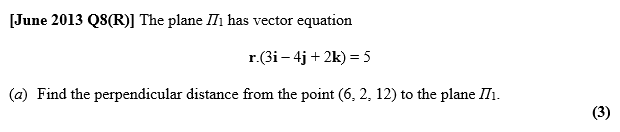 [June 2013 Q8(R)] The plane Π1 has vector equation
r.(3i – 4j + 2k) = 5
(a) Find the perpendicular distance from the point (6, 2, 12) to the plane Π1.
(3)